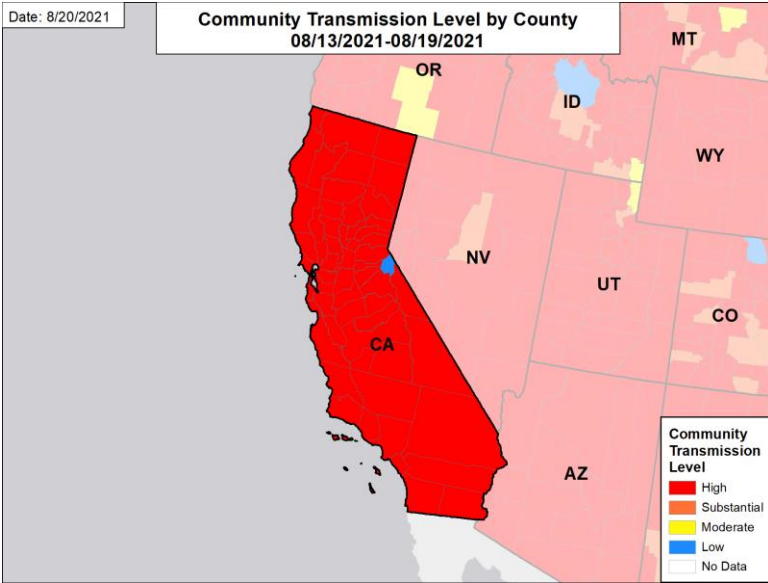 Date: 8/20/2021
Community Transmission Level by County
08/13/2021-08/19/2021
MT
OR
ID
WY
NV
UT
CO
CA
AZ
Community
Transmission
Level
High
Substantial
Moderate
Low
No Data